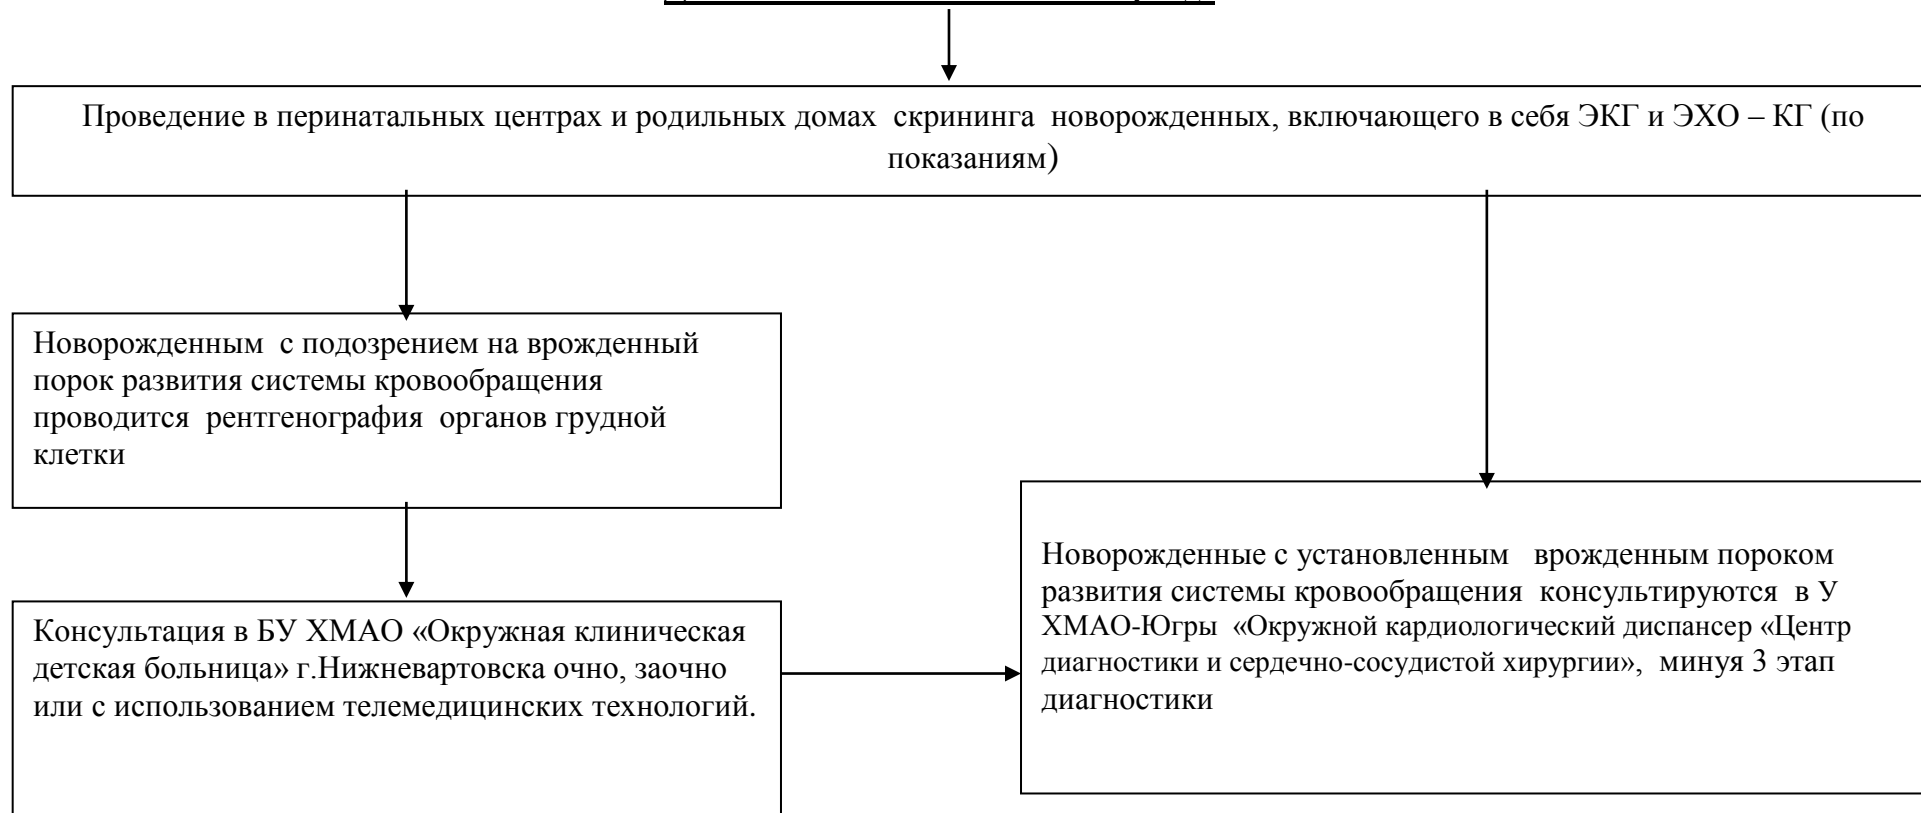 Проведение в перинатальных центрах и родильных домах скрининга новорожденных, включающего в себя ЭКГ и ЭХО – КГ (по
показаниям)
Новорожденным с подозрением на врожденный
порок развития системы кровообращения
проводится рентгенография органов грудной
клетки
Консультация в БУ ХМАО «Окружная клиническая
детская больница» г.Нижневартовска очно, заочно
или с использованием телемедицинских технологий.
Новорожденные с установленным врожденным пороком
развития системы кровообращения консультируются в У
ХМАО-Югры «Окружной кардиологический диспансер «Центр
диагностики и сердечно-сосудистой хирургии», минуя 3 этап
диагностики